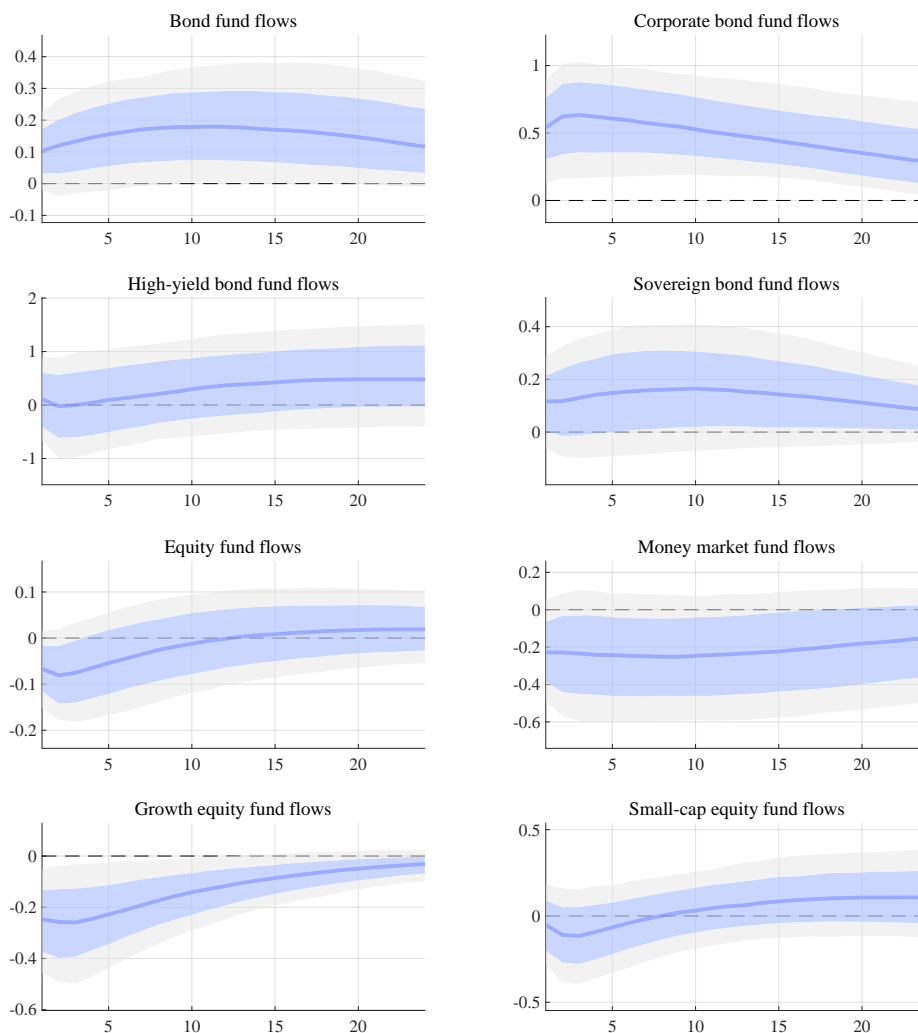 Bond fund flows
0.4
0.3
0.2
0.1
0
-0.1
5 10 15 20
Corporate bond fund flows
1
0.5
0
5 10 15 20
High-yield bond fund flows
2
1
0
-1
5 10 15 20
Sovereign bond fund flows
0.4
0.2
0
5 10 15 20
Equity fund flows
0.1
0
-0.1
-0.2
5 10 15 20
Money market fund flows
0.2
0
-0.2
-0.4
-0.6
5 10 15 20
Growth equity fund flows
0
-0.2
-0.4
-0.6
5 10 15 20
Small-cap equity fund flows
0.5
0
-0.5
5 10 15 20